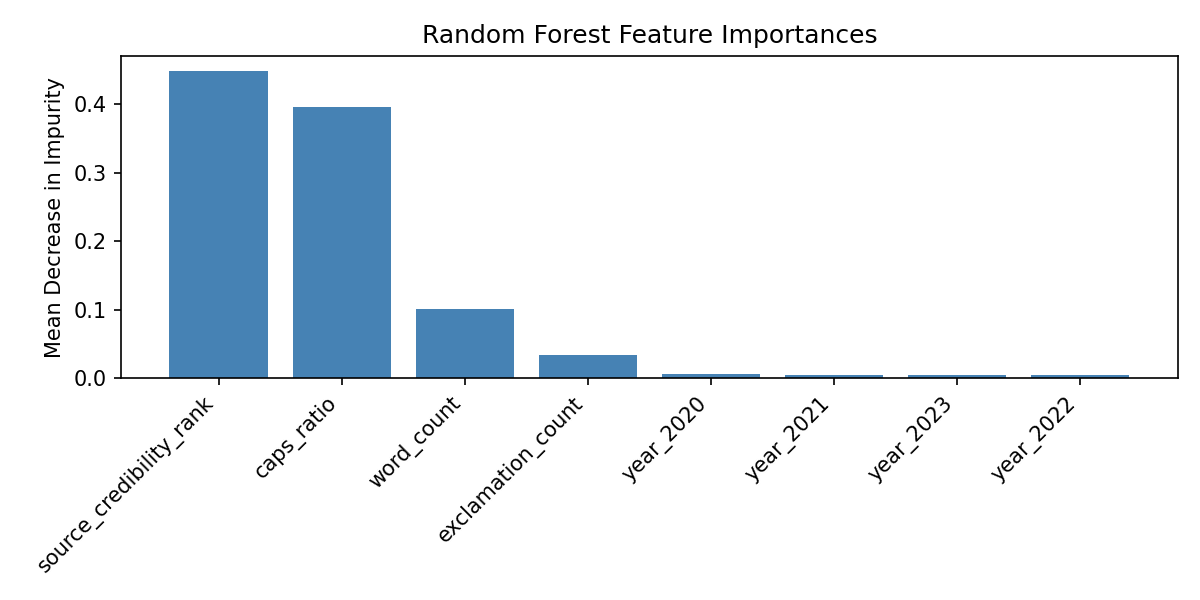 Random Forest Feature Importances
Mean Decrease in Impurity
0.4
0.3
0.2
0.1
0.0
source_credibility_rank
caps_ratio
word_count
exclamation_count
year_2020
year_2021
year_2023
year_2022